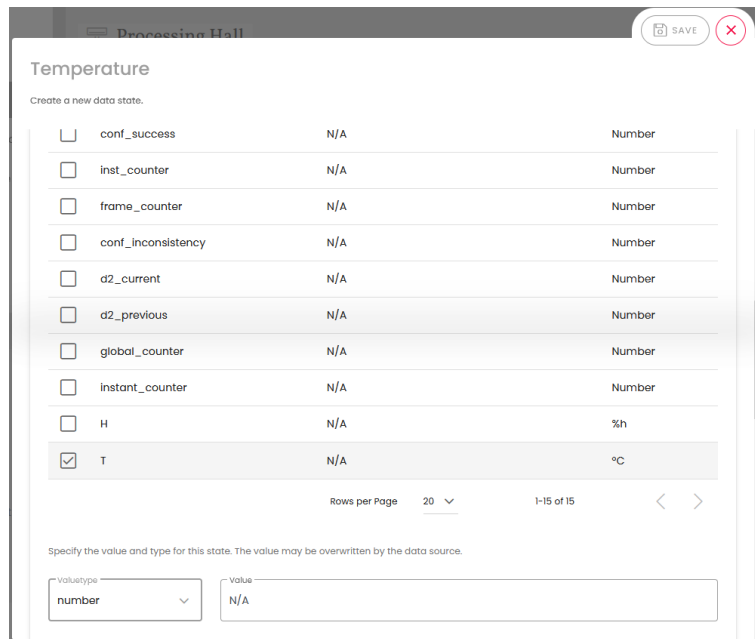 Processing Hall
SAVE
Temperature
Create a new data state.
conf_success N/A Number
inst_counter N/A Number
frame_counter N/A Number
conf_inconsistency N/A Number
d2_current N/A Number
d2_previous N/A Number
global_counter N/A Number
instant_counter N/A Number
H N/A %h
T N/A °C
Rows per Page 20 1-15 of 15
Specify the value and type for this state. The value may be overwritten by the data source.
Valuetype Value
number N/A